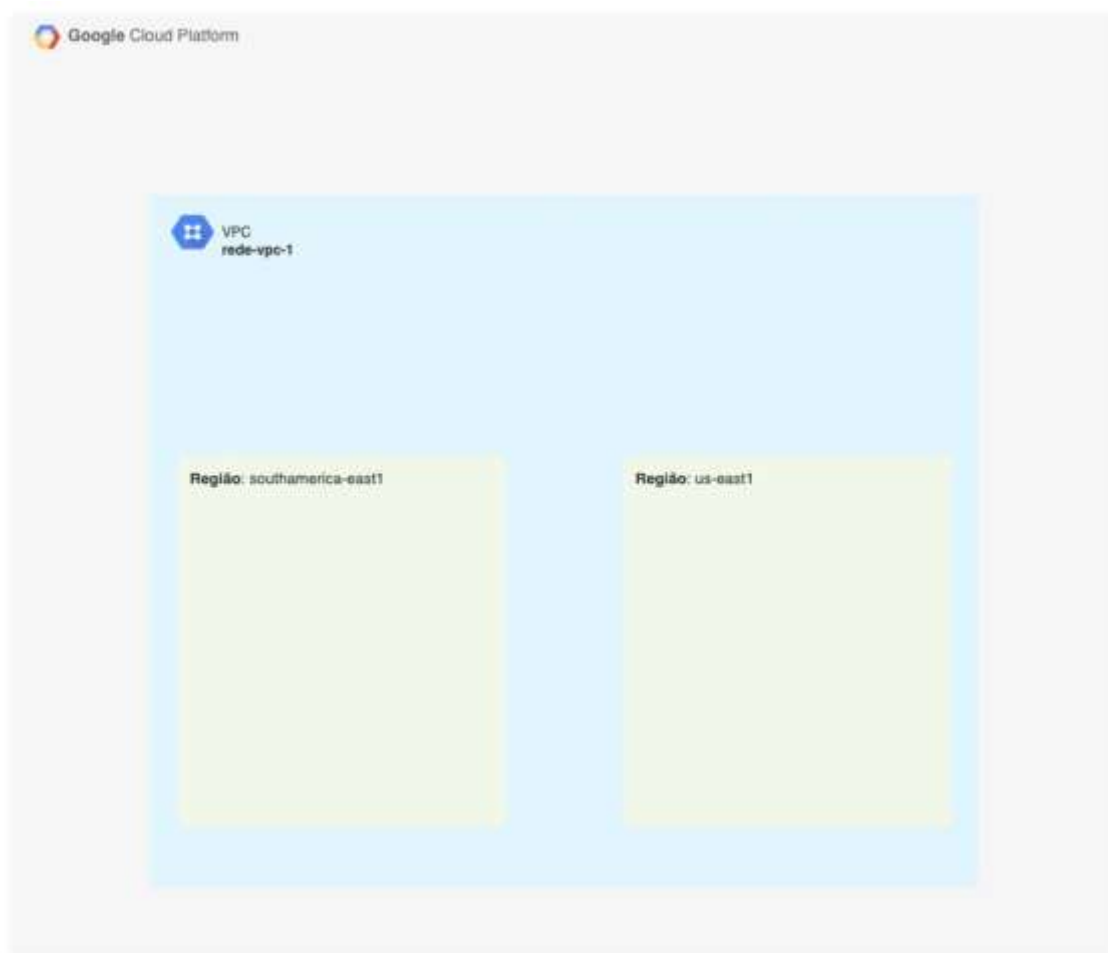 Google Cloud Platform
VPC
rede-vpc-1
Região: southamerica-east1
Região: us-east1